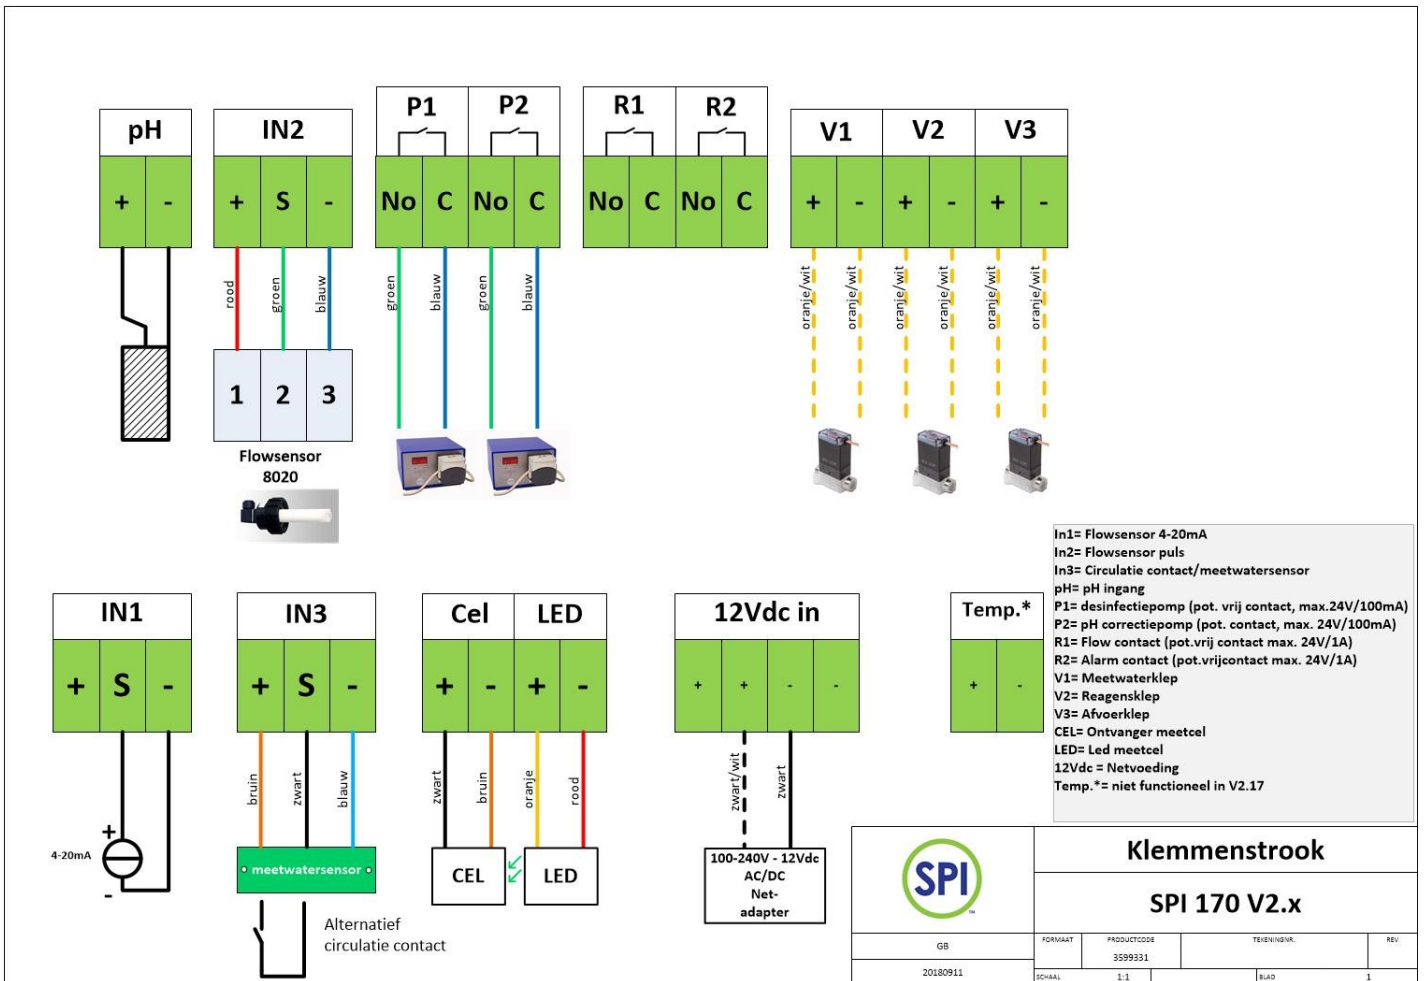 pH
IN2
P1
P2
R1
R2
V1
V2
V3
+ -
+ S -
No C No C
No C No C
+ - + - + -
rood
groen
blauw
groen
blauw
groen
blauw
oranje/wit
oranje/wit
oranje/wit
oranje/wit
oranje/wit
oranje/wit
1 2 3
Flowsensor
8020
In1= Flowsensor 4-20mA
In2= Flowsensor puls
In3= Circulatie contact/meetwatersensor
pH= pH ingang
P1= desinfectiepomp (pot. vrij contact, max.24V/100mA)
P2= pH correctiepomp (pot. contact, max. 24V/100mA)
R1= Flow contact (pot.vrij contact max. 24V/1A)
R2= Alarm contact (pot.vrijcontact max. 24V/1A)
V1= Meetwaterklep
V2= Reagensklep
V3= Afvoerklep
CEL= Ontvanger meetcel
LED= Led meetcel
12Vdc = Netvoeding
Temp.*= niet functioneel in V2.17
IN1
IN3
Cel
LED
12Vdc in
Temp.*
+ S -
+ S -
+ - + -
+ + - -
+ -
bruin
zwart
blauw
zwart
bruin
oranje
rood
zwart/wit
zwart
4-20mA
+
-
meetwatersensor
Alternatief
circulatie contact
CEL
LED
100-240V - 12Vdc
AC/DC
Net-
adapter
SPI
TM
Klemmenstrook
SPI 170 V2.x
GB
20180911
FORMAAT
PRODUCTCODE
3599331
TEKENINGNR.
REV
SCHAAL
1:1
BLAD
1